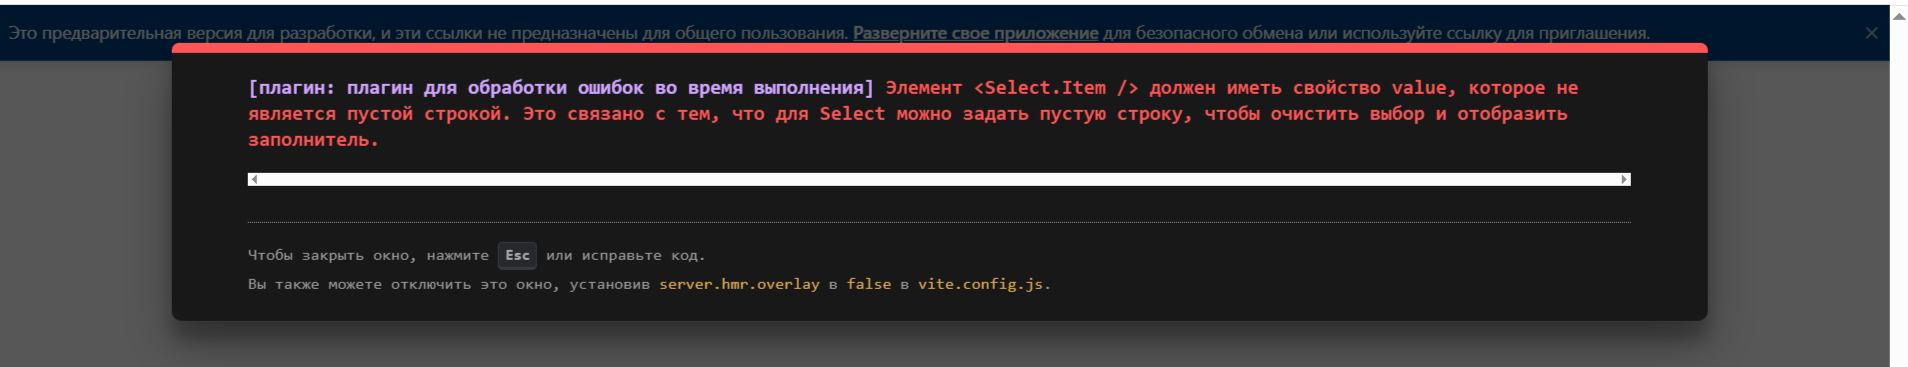 Это предварительная версия для разработки, и эти ссылки не предназначены для общего пользования. Разверните свое приложение для безопасного обмена или используйте ссылку для приглашения.
[плагин: плагин для обработки ошибок во время выполнения] Элемент <Select.Item /> должен иметь свойство value, которое не
является пустой строкой. Это связано с тем, что для Select можно задать пустую строку, чтобы очистить выбор и отобразить
заполнитель.
Чтобы закрыть окно, нажмите Esc или исправьте код.
Вы также можете отключить это окно, установив server.hmr.overlay в false в vite.config.js.